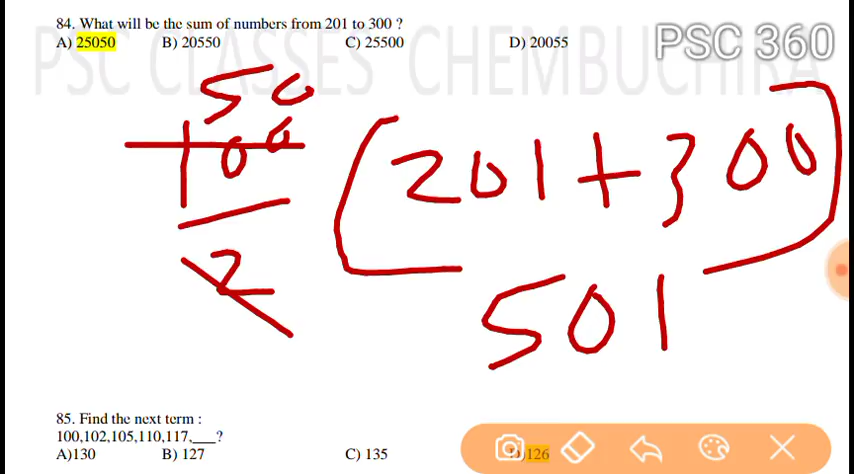 84. What will be the sum of numbers from 201 to 300 ?
A) 25050 B) 20550 C) 25500 D) 20055
PSC 360
PSC CLASSES CHEMBUCHIRA
50
100 (201+300)
2
501
85. Find the next term :
100,102,105,110,117,___?
A)130 B) 127 C) 135 D)126